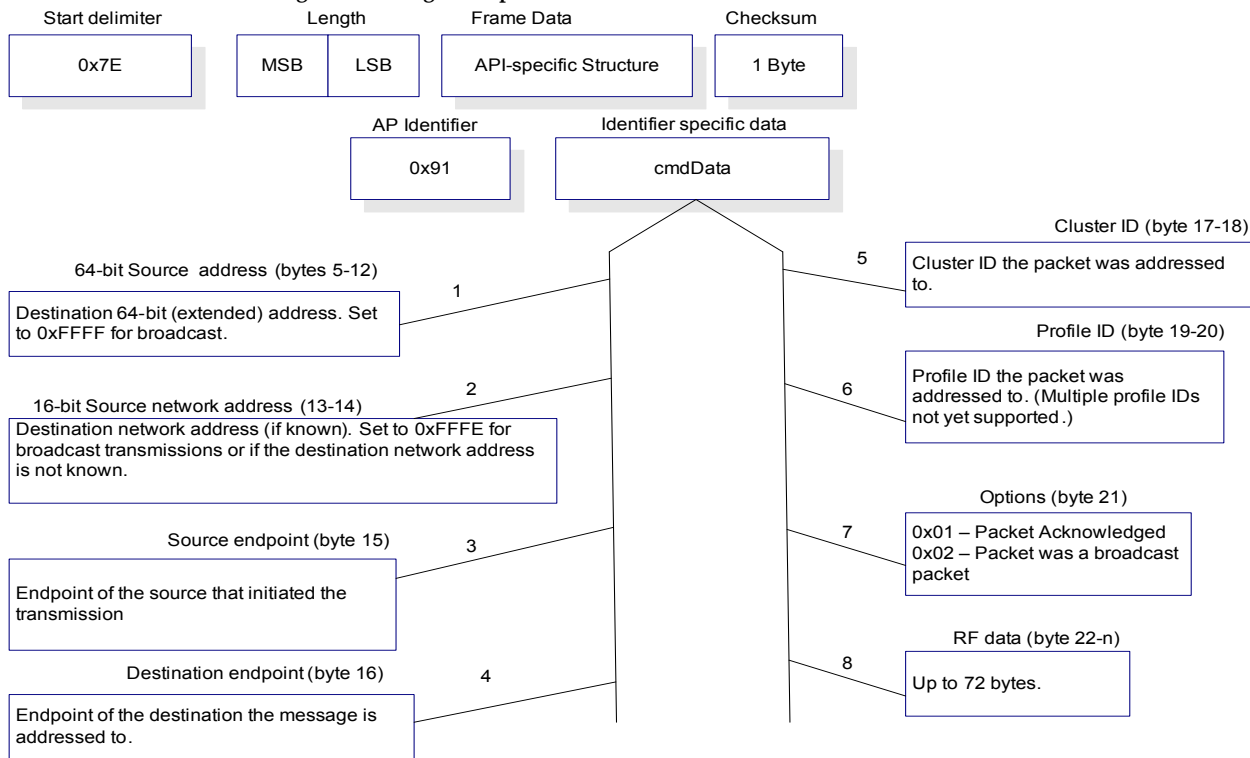 Start delimiter
Length
Frame Data
Checksum
0x7E
MSB
LSB
API-specific Structure
1 Byte
AP Identifier
Identifier specific data
0x91
cmdData
64-bit Source address (bytes 5-12)
1
Destination 64-bit (extended) address. Set
to 0xFFFF for broadcast.
16-bit Source network address (13-14)
2
Destination network address (if known). Set to 0xFFFE for
broadcast transmissions or if the destination network address
is not known.
Source endpoint (byte 15)
3
Endpoint of the source that initiated the
transmission
Destination endpoint (byte 16)
4
Endpoint of the destination the message is
addressed to.
Cluster ID (byte 17-18)
5
Cluster ID the packet was addressed
to.
Profile ID (byte 19-20)
6
Profile ID the packet was
addressed to. (Multiple profile IDs
not yet supported.)
Options (byte 21)
7
0x01 – Packet Acknowledged
0x02 – Packet was a broadcast
packet
RF data (byte 22-n)
8
Up to 72 bytes.